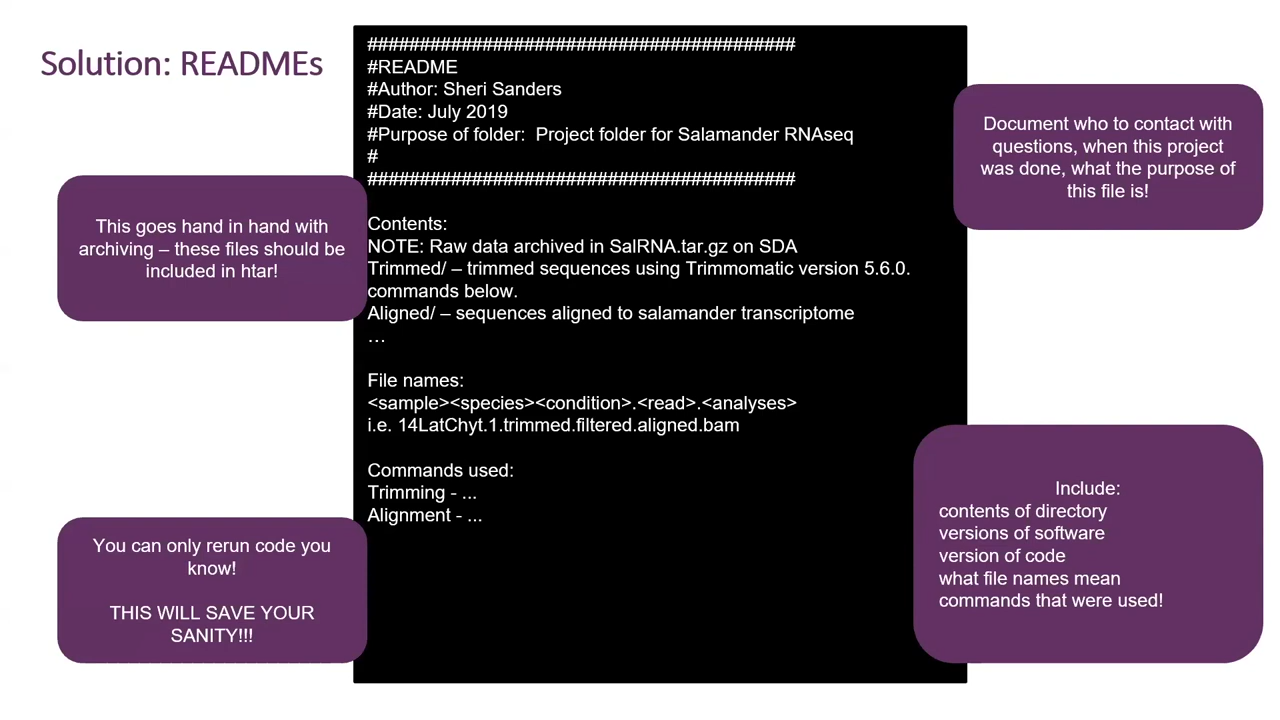 Solution: READMEs
#########################################
#README
#Author: Sheri Sanders
#Date: July 2019
#Purpose of folder:  Project folder for Salamander RNAseq
#
#########################################
Contents:
NOTE: Raw data archived in SalRNA.tar.gz on SDA
Trimmed/ – trimmed sequences using Trimmomatic version 5.6.0.
commands below.
Aligned/ – sequences aligned to salamander transcriptome
…
File names:
<sample><species><condition>.<read>.<analyses>
i.e. 14LatChyt.1.trimmed.filtered.aligned.bam
Commands used:
Trimming - ...
Alignment - ...
This goes hand in hand with
archiving – these files should be
included in htar!
You can only rerun code you
know!
THIS WILL SAVE YOUR
SANITY!!!
Document who to contact with
questions, when this project
was done, what the purpose of
this file is!
Include:
contents of directory
versions of software
version of code
what file names mean
commands that were used!